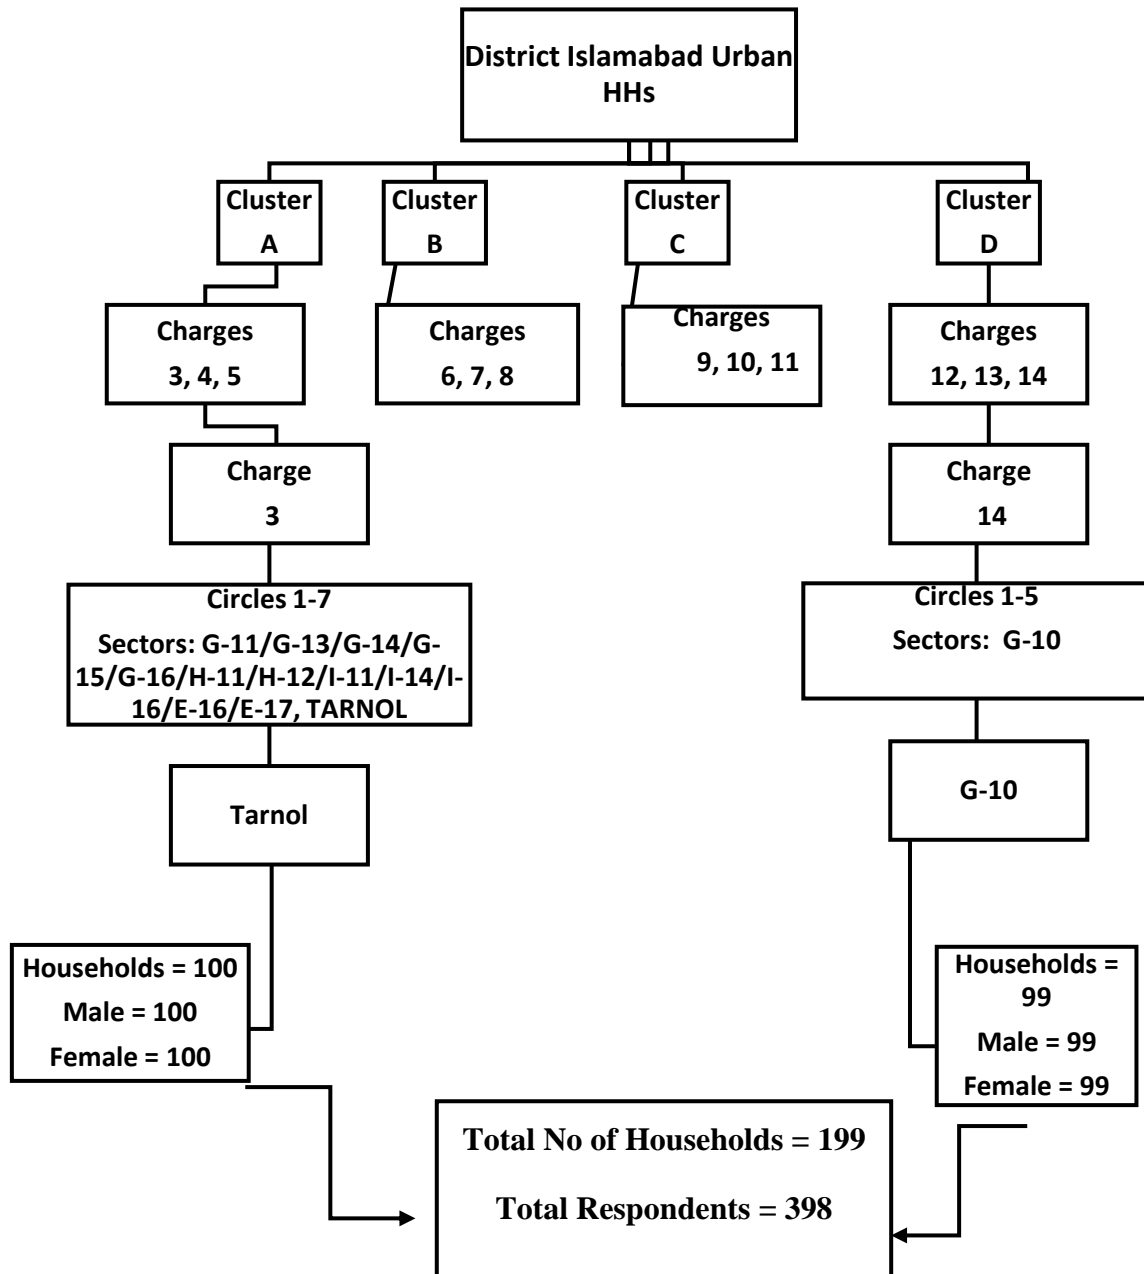 District Islamabad Urban
HHs
Cluster
A
Cluster
B
Cluster
C
Cluster
D
Charges
3, 4, 5
Charges
6, 7, 8
Charges
9, 10, 11
Charges
12, 13, 14
Charge
3
Charge
14
Circles 1-7
Sectors: G-11/G-13/G-14/G-
15/G-16/H-11/H-12/I-11/I-14/I-
16/E-16/E-17, TARNOL
Circles 1-5
Sectors: G-10
Tarnol
G-10
Households = 100
Male = 100
Female = 100
Households =
99
Male = 99
Female = 99
Total No of Households = 199
Total Respondents = 398